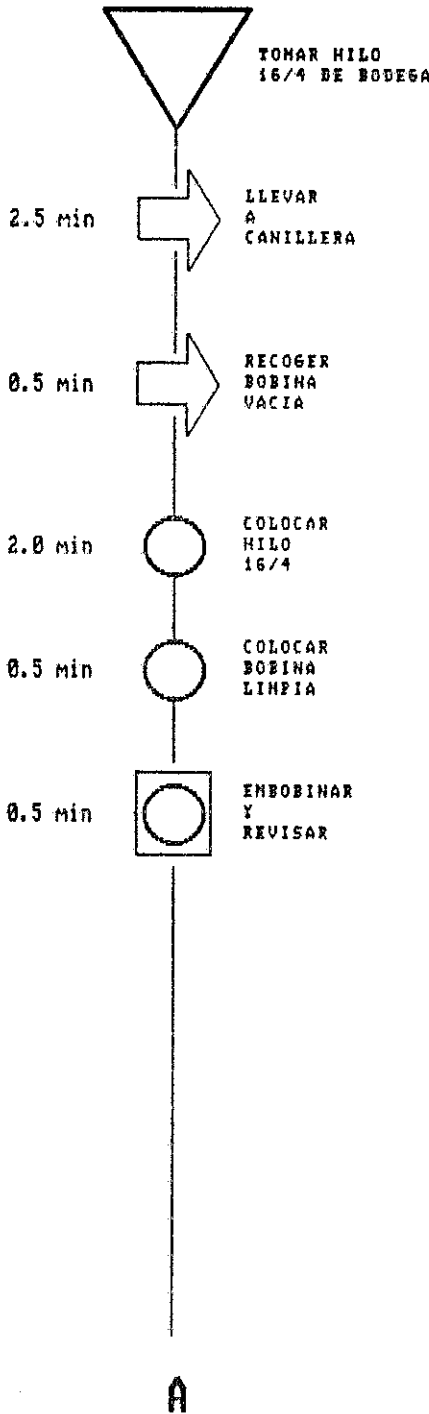 TOMAR HILO
16/4 DE BODEGA
2.5 min
LLEVAR
A
CANILLERA
0.5 min
RECOGER
BOBINA
VACIA
2.0 min
COLOCAR
HILO
16/4
0.5 min
COLOCAR
BOBINA
LIMPIA
0.5 min
EMBOBINAR
Y
REVISAR
A